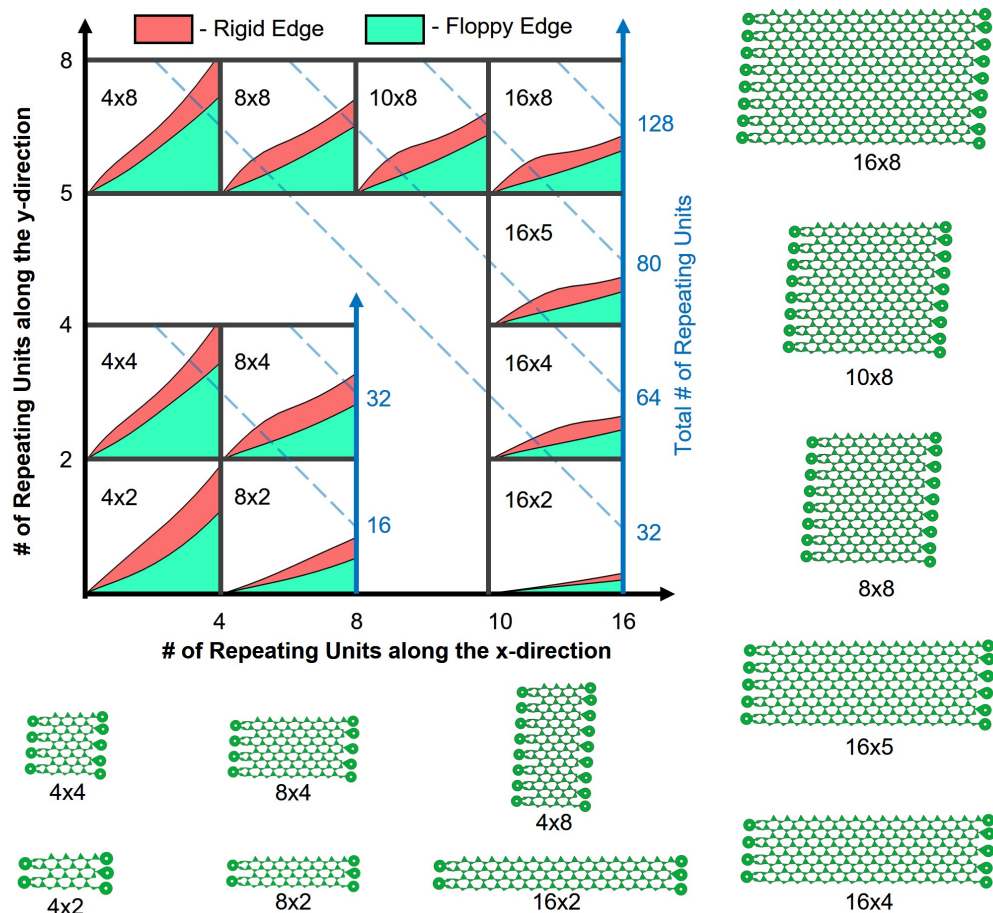 - Rigid Edge
- Floppy Edge
8
5
4
2
# of Repeating Units along the y-direction
4x8
8x8
10x8
16x8
16x5
4x4
8x4
16x4
4x2
8x2
16x2
32
16
128
80
64
32
Total # of Repeating Units
4
8
10
16
# of Repeating Units along the x-direction
16x8
10x8
8x8
16x5
16x4
4x4
8x4
4x8
4x2
8x2
16x2